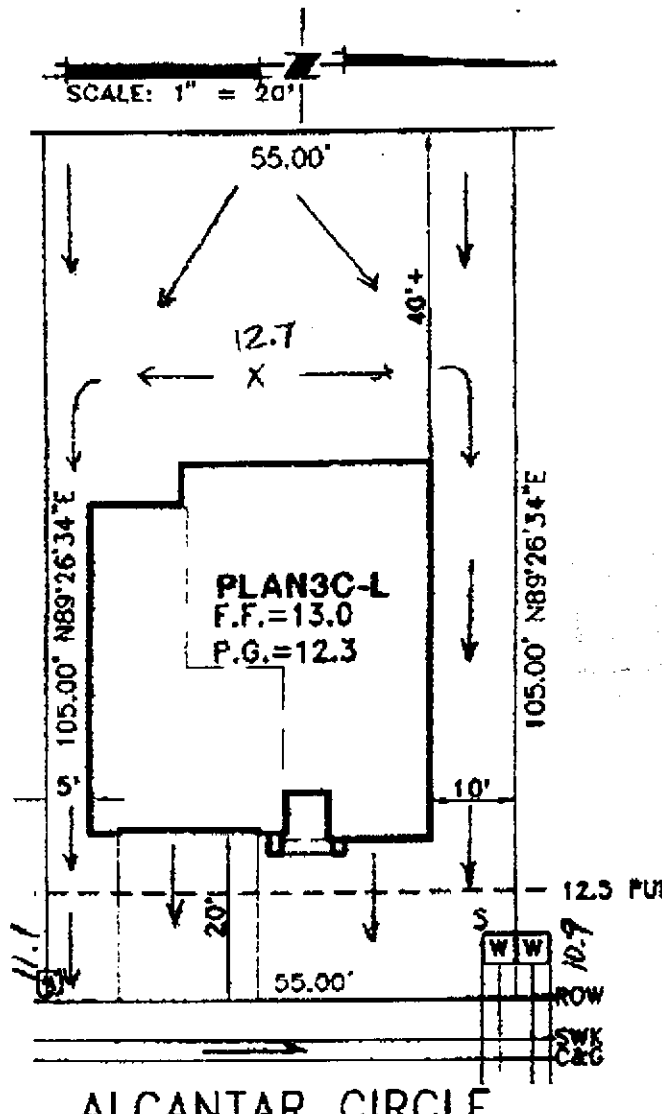 SCALE: 1" = 20'
55.00'
40'+
12.7
X
105.00' N89°26'34"E
PLAN3C-L
F.F.=13.0
P.G.=12.3
105.00' N89°26'34"E
5'
10'
12.5 PU
20'
S
W W
10.9
11.1
55.00'
ROW
SWK
C&G
ALCANTAR CIRCLE